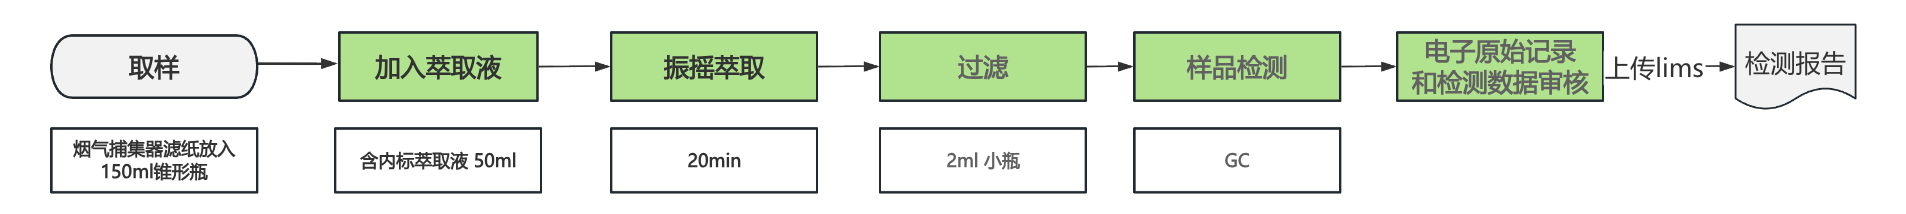 取样
加入萃取液
振摇萃取
过滤
样品检测
电子原始记录
和检测数据审核
上传lims
检测报告
烟气捕集器滤纸放入
150ml锥形瓶
含内标萃取液 50ml
20min
2ml 小瓶
GC